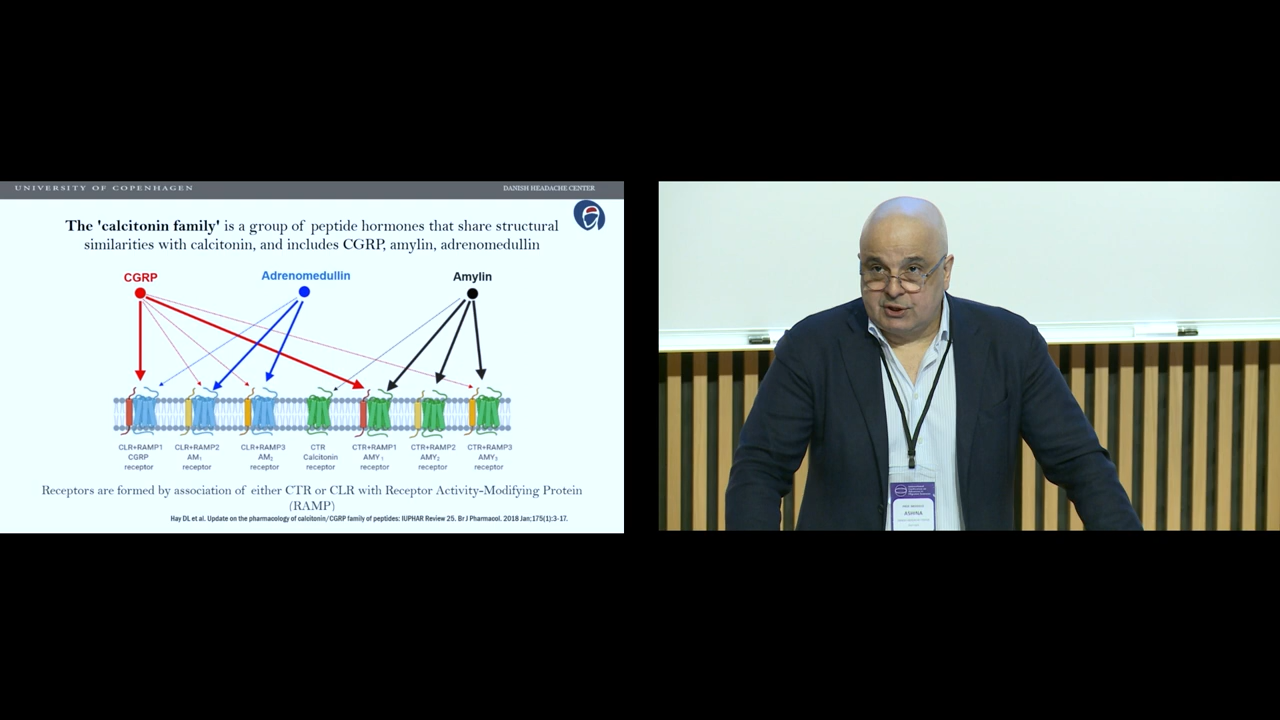 UNIVERSITY OF COPENHAGEN
DANISH HEADACHE CENTER
The 'calcitonin family' is a group of peptide hormones that share structural
similarities with calcitonin, and includes CGRP, amylin, adrenomedullin
CGRP
Adrenomedullin
Amylin
CLR+RAMP1
CGRP
receptor
CLR+RAMP2
AM₁
receptor
CLR+RAMP3
AM₂
receptor
CTR
Calcitonin
receptor
CTR+RAMP1
AMY₁
receptor
CTR+RAMP2
AMY₂
receptor
CTR+RAMP3
AMY₃
receptor
Receptors are formed by association of either CTR or CLR with Receptor Activity-Modifying Protein
(RAMP)
Hay DL et al. Update on the pharmacology of calcitonin/CGRP family of peptides: IUPHAR Review 25. Br J Pharmacol. 2018 Jan;175(1):3-17.
ASHINA